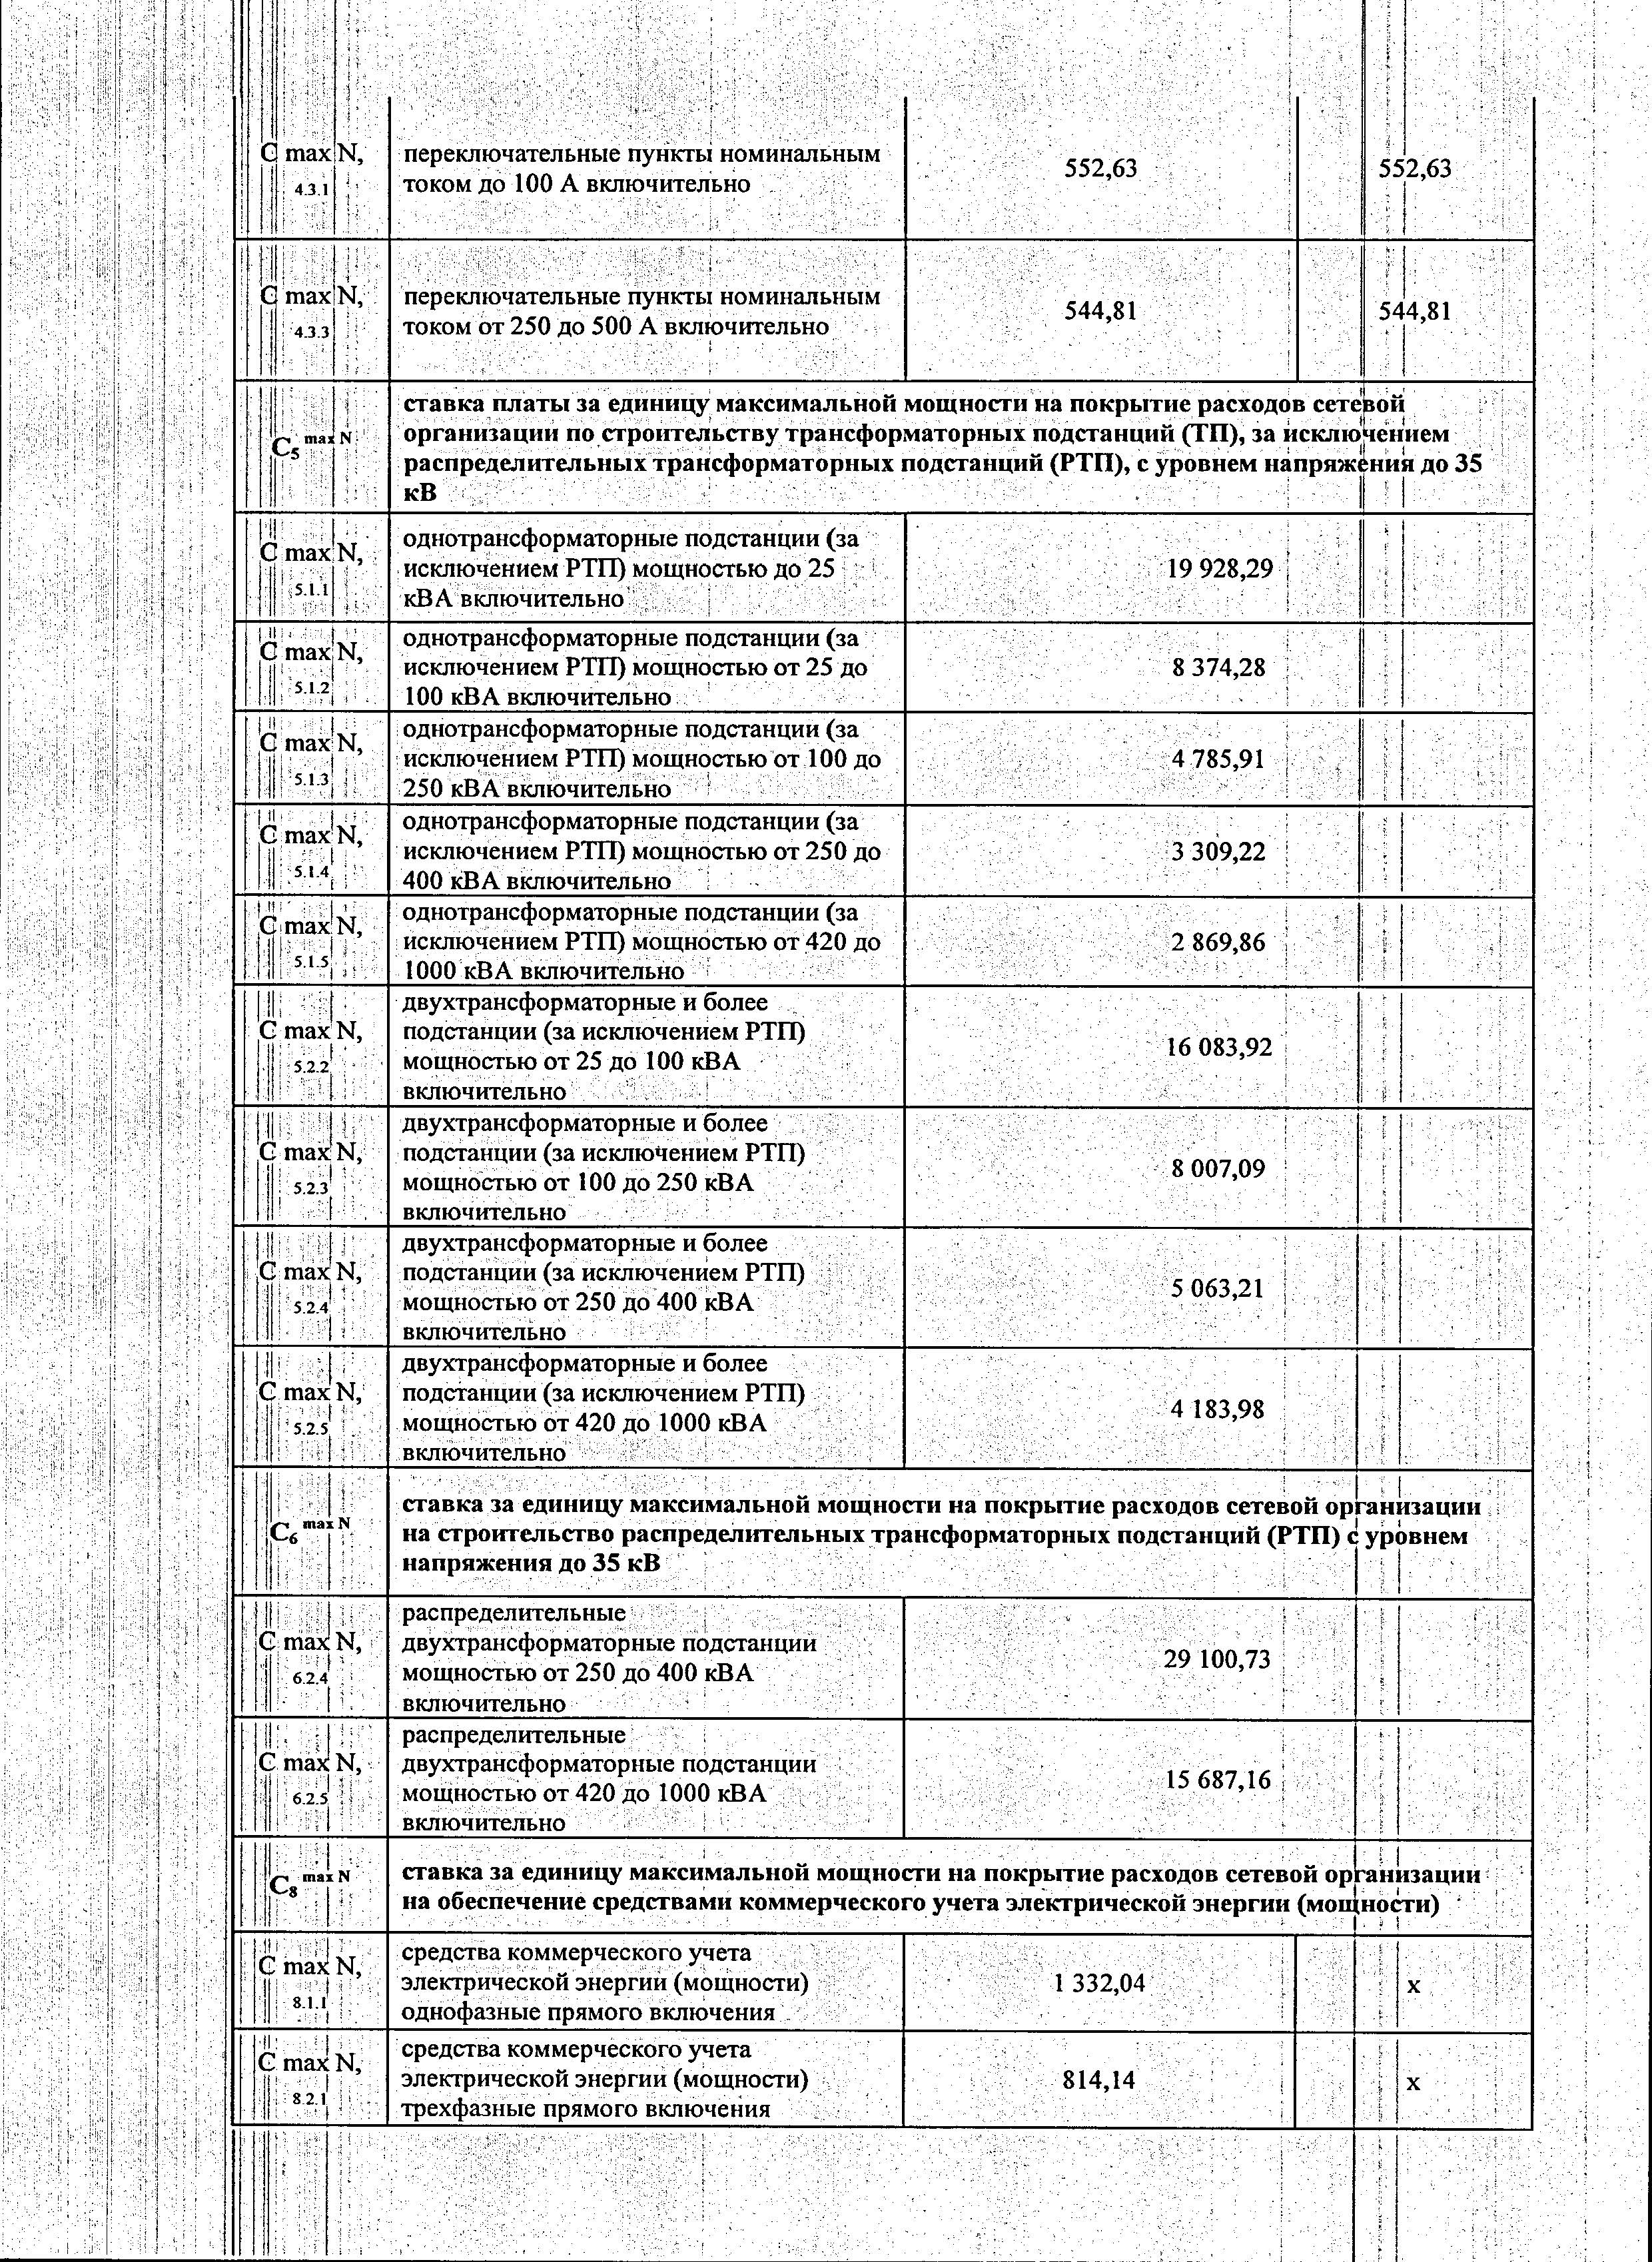 C max N,
4.3.1
переключательные пункты номинальным
током до 100 А включительно
552,63
552,63
C max N,
4.3.3
переключательные пункты номинальным
током от 250 до 500 А включительно
544,81
544,81
C5 max N
ставка платы за единицу максимальной мощности на покрытие расходов сетевой
организации по строительству трансформаторных подстанций (ТП), за исключением
распределительных трансформаторных подстанций (РТП), с уровнем напряжения до 35
кВ
C max N,
5.1.1
однотрансформаторные подстанции (за
исключением РТП) мощностью до 25
кВА включительно
19 928,29
C max N,
5.1.2
однотрансформаторные подстанции (за
исключением РТП) мощностью от 25 до
100 кВА включительно
8 374,28
C max N,
5.1.3
однотрансформаторные подстанции (за
исключением РТП) мощностью от 100 до
250 кВА включительно
4 785,91
C max N,
5.1.4
однотрансформаторные подстанции (за
исключением РТП) мощностью от 250 до
400 кВА включительно
3 309,22
C max N,
5.1.5
однотрансформаторные подстанции (за
исключением РТП) мощностью от 420 до
1000 кВА включительно
2 869,86
C max N,
5.2.2
двухтрансформаторные и более
подстанции (за исключением РТП)
мощностью от 25 до 100 кВА
включительно
16 083,92
C max N,
5.2.3
двухтрансформаторные и более
подстанции (за исключением РТП)
мощностью от 100 до 250 кВА
включительно
8 007,09
C max N,
5.2.4
двухтрансформаторные и более
подстанции (за исключением РТП)
мощностью от 250 до 400 кВА
включительно
5 063,21
C max N,
5.2.5
двухтрансформаторные и более
подстанции (за исключением РТП)
мощностью от 420 до 1000 кВА
включительно
4 183,98
C6 max N
ставка за единицу максимальной мощности на покрытие расходов сетевой организации
на строительство распределительных трансформаторных подстанций (РТП) с уровнем
напряжения до 35 кВ
C max N,
6.2.4
распределительные
двухтрансформаторные подстанции
мощностью от 250 до 400 кВА
включительно
29 100,73
C max N,
6.2.5
распределительные
двухтрансформаторные подстанции
мощностью от 420 до 1000 кВА
включительно
15 687,16
C8 max N
ставка за единицу максимальной мощности на покрытие расходов сетевой организации
на обеспечение средствами коммерческого учета электрической энергии (мощности)
C max N,
8.1.1
средства коммерческого учета
электрической энергии (мощности)
однофазные прямого включения
1 332,04
х
C max N,
8.2.1
средства коммерческого учета
электрической энергии (мощности)
трехфазные прямого включения
814,14
х